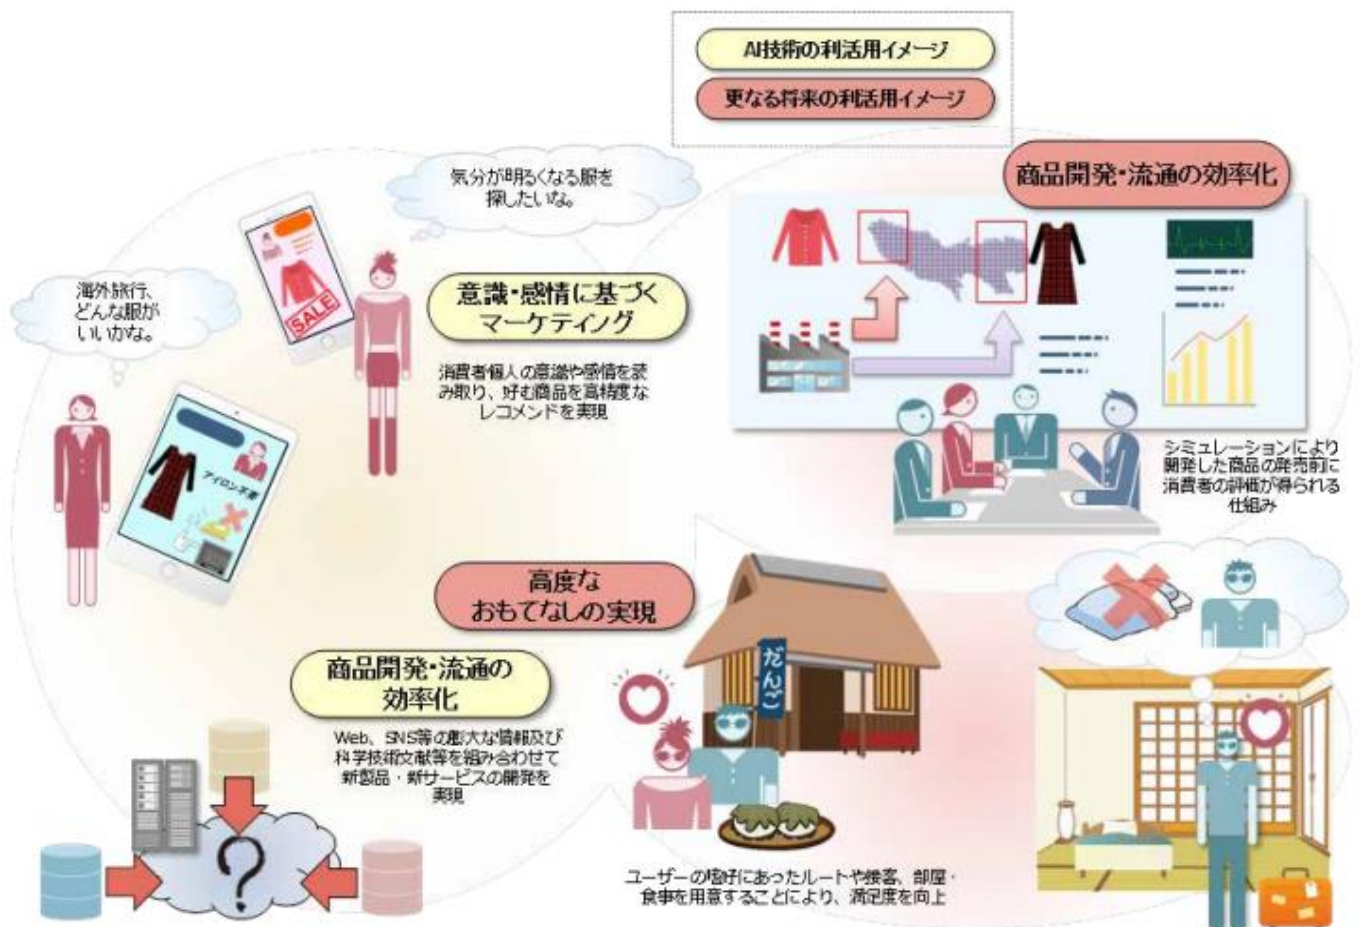 AI技術の利活用イメージ
更なる将来の利活用イメージ
気分が明るくなる服を
探したいな。
海外旅行、
どんな服が
いいかな。
SALE
アイロン不要
意識・感情に基づく
マーケティング
消費者個人の意識や感情を読
み取り、好む商品を高精度な
レコメンドを実現
商品開発・流通の効率化
シミュレーションにより
開発した商品の発売前に
消費者の評価が得られる
仕組み
高度な
おもてなしの実現
だんご
ユーザーの嗜好にあったルートや接客、部屋・
食事を用意することにより、満足度を向上
商品開発・流通の
効率化
Web、SNS等の膨大な情報及び
科学技術文献等を組み合わせて
新製品・新サービスの開発を
実現
?